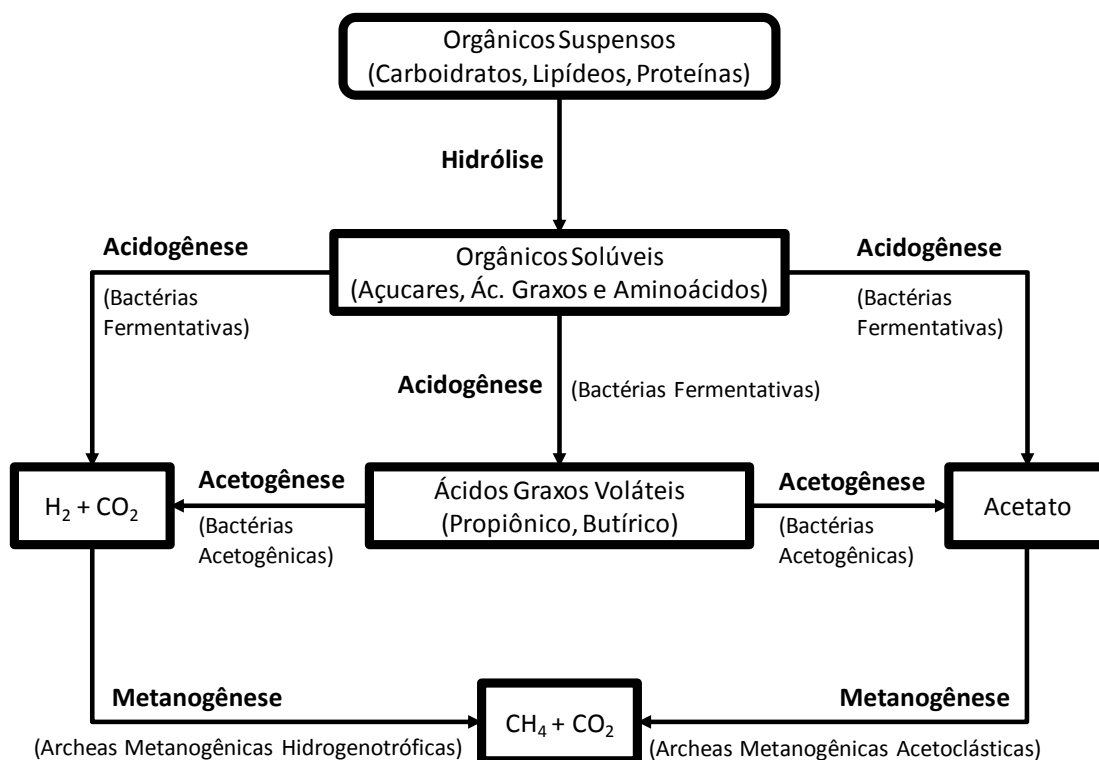 Orgânicos Suspensos
(Carboidratos, Lipídeos, Proteínas)
Hidrólise
Acidogênese
(Bactérias
Fermentativas)
Orgânicos Solúveis
(Açucares, Ác. Graxos e Aminoácidos)
Acidogênese
(Bactérias
Fermentativas)
Acidogênese
(Bactérias Fermentativas)
H₂ + CO₂
Acetogênese
(Bactérias
Acetogênicas)
Ácidos Graxos Voláteis
(Propiônico, Butírico)
Acetogênese
(Bactérias
Acetogênicas)
Acetato
Metanogênese
(Archeas Metanogênicas Hidrogenotróficas)
CH₄ + CO₂
Metanogênese
(Archeas Metanogênicas Acetoclásticas)